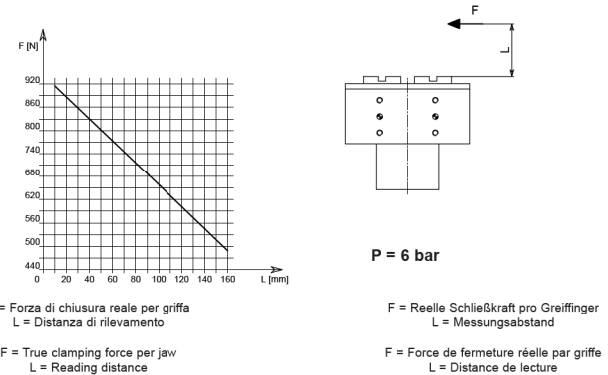 F
F [N]
L
920
860
800
740
680
620
560
500
440
0 20 40 60 80 100 120 140 160 L [mm]
P = 6 bar
= Forza di chiusura reale per griffa
L = Distanza di rilevamento
F = Reelle Schließkraft pro Greiffinger
L = Messungsabstand
F = True clamping force per jaw
L = Reading distance
F = Force de fermeture réelle par griffe
L = Distance de lecture